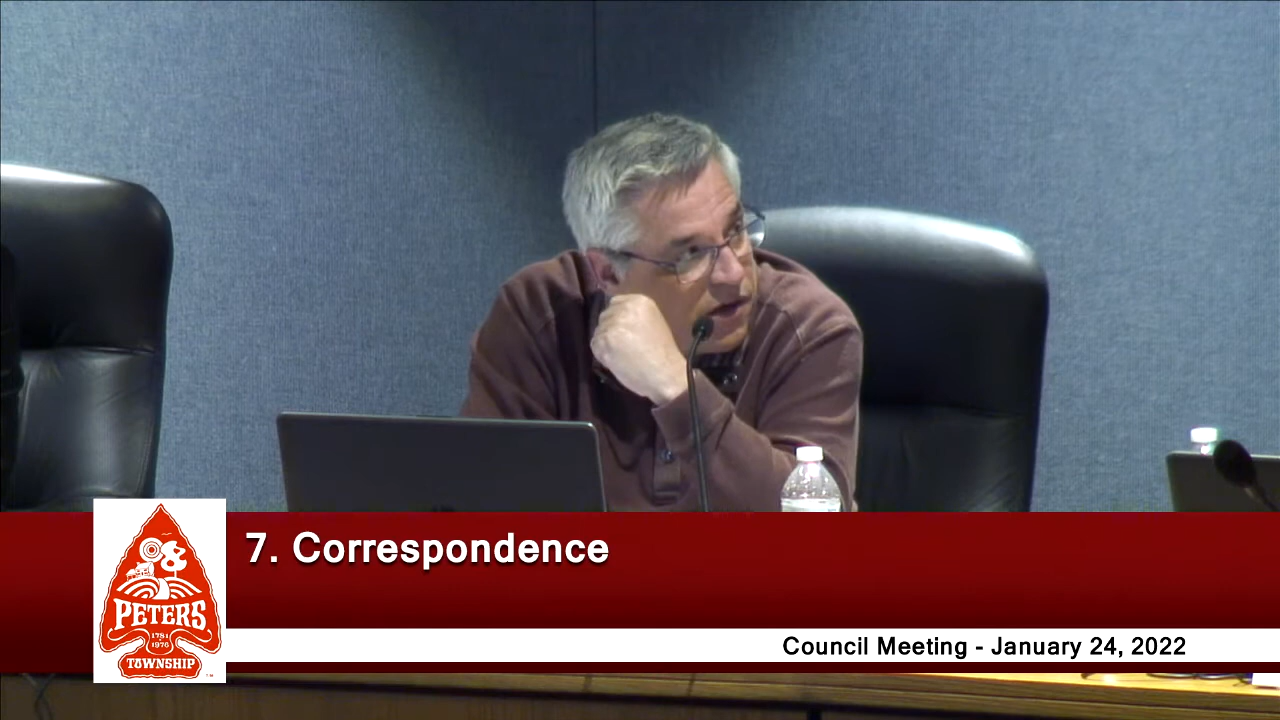 7. Correspondence
PETERS
1781
1976
TOWNSHIP
Council Meeting - January 24, 2022